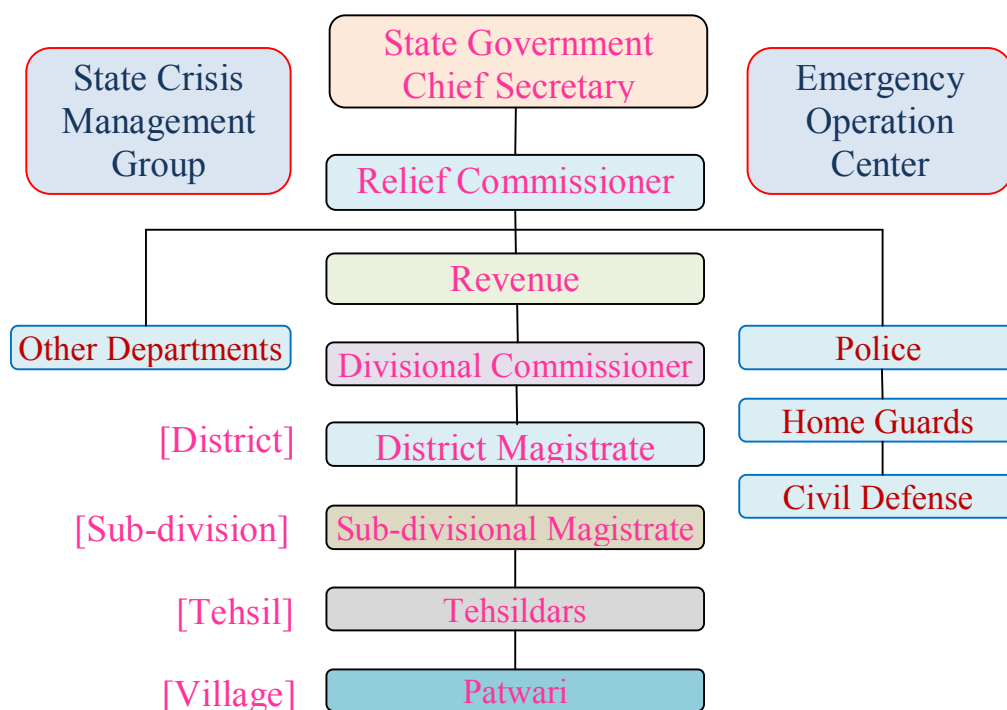 State Crisis
Management
Group
State Government
Chief Secretary
Emergency
Operation
Center
Relief Commissioner
Revenue
Other Departments
Police
Divisional Commissioner
Home Guards
[District]
District Magistrate
Civil Defense
[Sub-division]
Sub-divisional Magistrate
[Tehsil]
Tehsildars
[Village]
Patwari